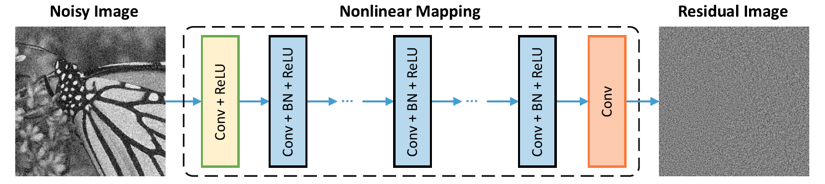 Noisy Image
Nonlinear Mapping
Residual Image
Conv + ReLU
Conv + BN + ReLU
...
Conv + BN + ReLU
...
Conv + BN + ReLU
Conv